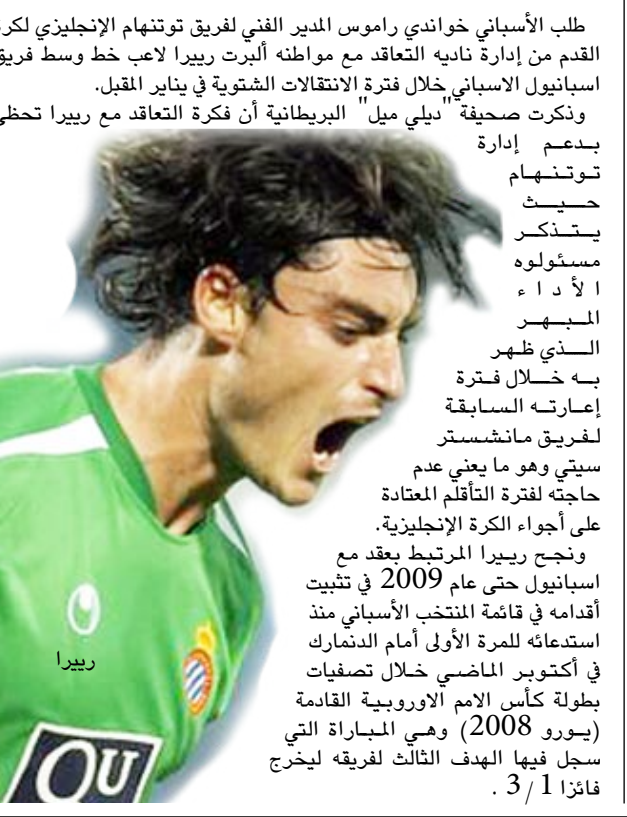 طلب الأسباني خواندي راموس المدير الفني لفريق توتنهام الإنجليزي لكرة
القدم من إدارة ناديه التعاقد مع مواطنه ألبرت رييرا لاعب خط وسط فريق
اسبانيول الاسباني خلال فترة الانتقالات الشتوية في يناير المقبل.
وذكرت صحيفة "ديلي ميل" البريطانية أن فكرة التعاقد مع رييرا تحظى
بدعم إدارة
توتنهام
حيث
يتذكر
مسئولوه
الأداء
المبهر
الذي ظهر
به خلال فترة
إعارته السابقة
لفريق مانشستر
سيتي وهو ما يعني عدم
حاجته لفترة التأقلم المعتادة
على أجواء الكرة الإنجليزية.
ونجح رييرا المرتبط بعقد مع
اسبانيول حتى عام 2009 في تثبيت
أقدامه في قائمة المنتخب الأسباني منذ
استدعائه للمرة الأولى أمام الدنمارك
في أكتوبر الماضي خلال تصفيات
بطولة كأس الامم الاوروبية القادمة
(يورو 2008) وهي المباراة التي
سجل فيها الهدف الثالث لفريقه ليخرج
فائزا 1 / 3 .
رييرا
QU